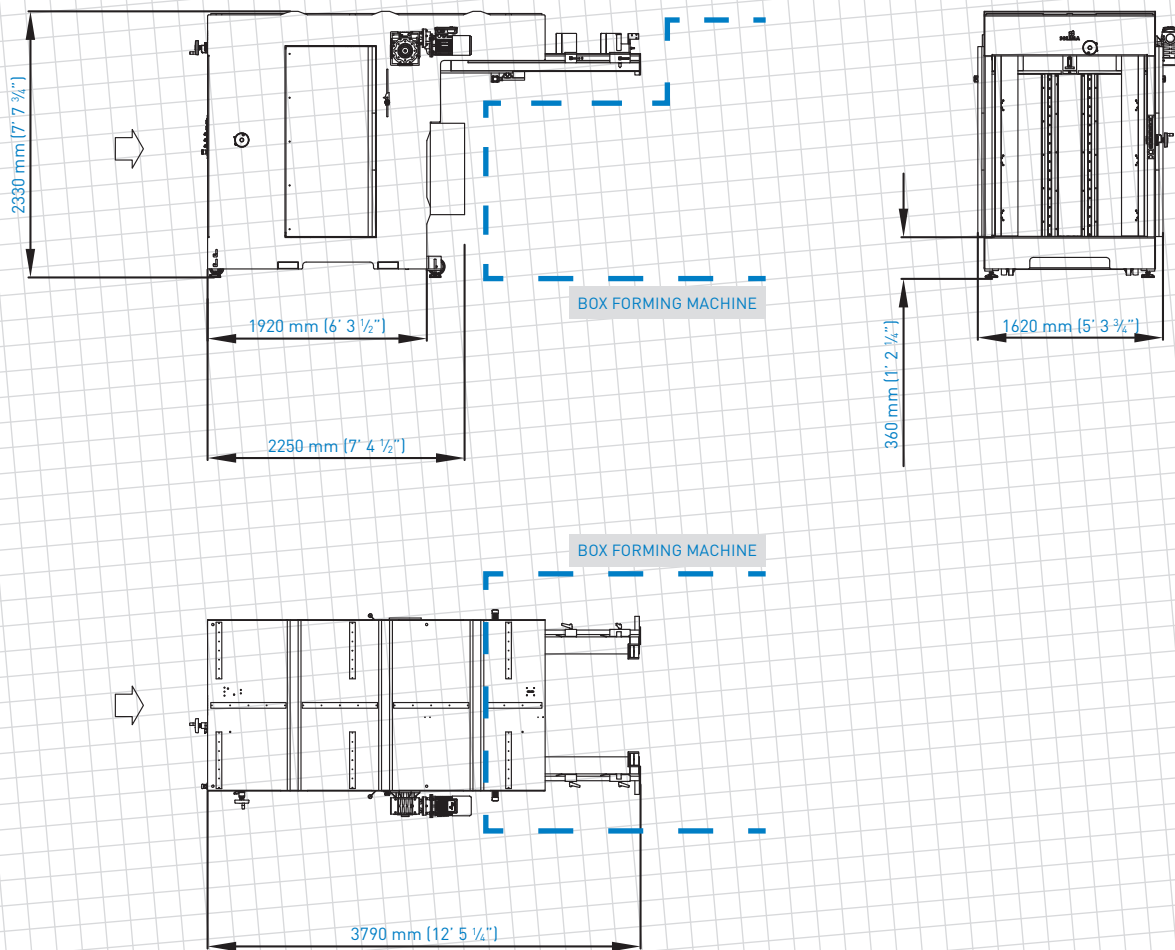 2330 mm (7' 7 ¾")
BOX FORMING MACHINE
1920 mm (6' 3 ½")
2250 mm (7' 4 ½")
360 mm (1' 2 ¼")
1620 mm (5' 3 ¾")
BOX FORMING MACHINE
3790 mm (12' 5 ¼")